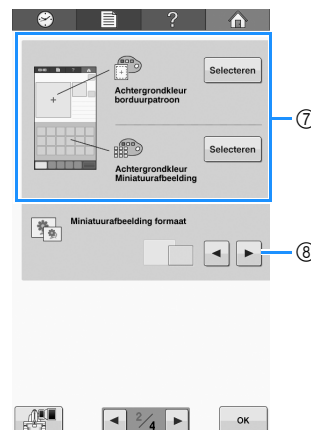 ?
Achtergrondkleur
borduurpatroon
Selecteren
⑦
Achtergrondkleur
Miniatuurafbeelding
Selecteren
Miniatuurafbeelding formaat
⑧
2/4
OK